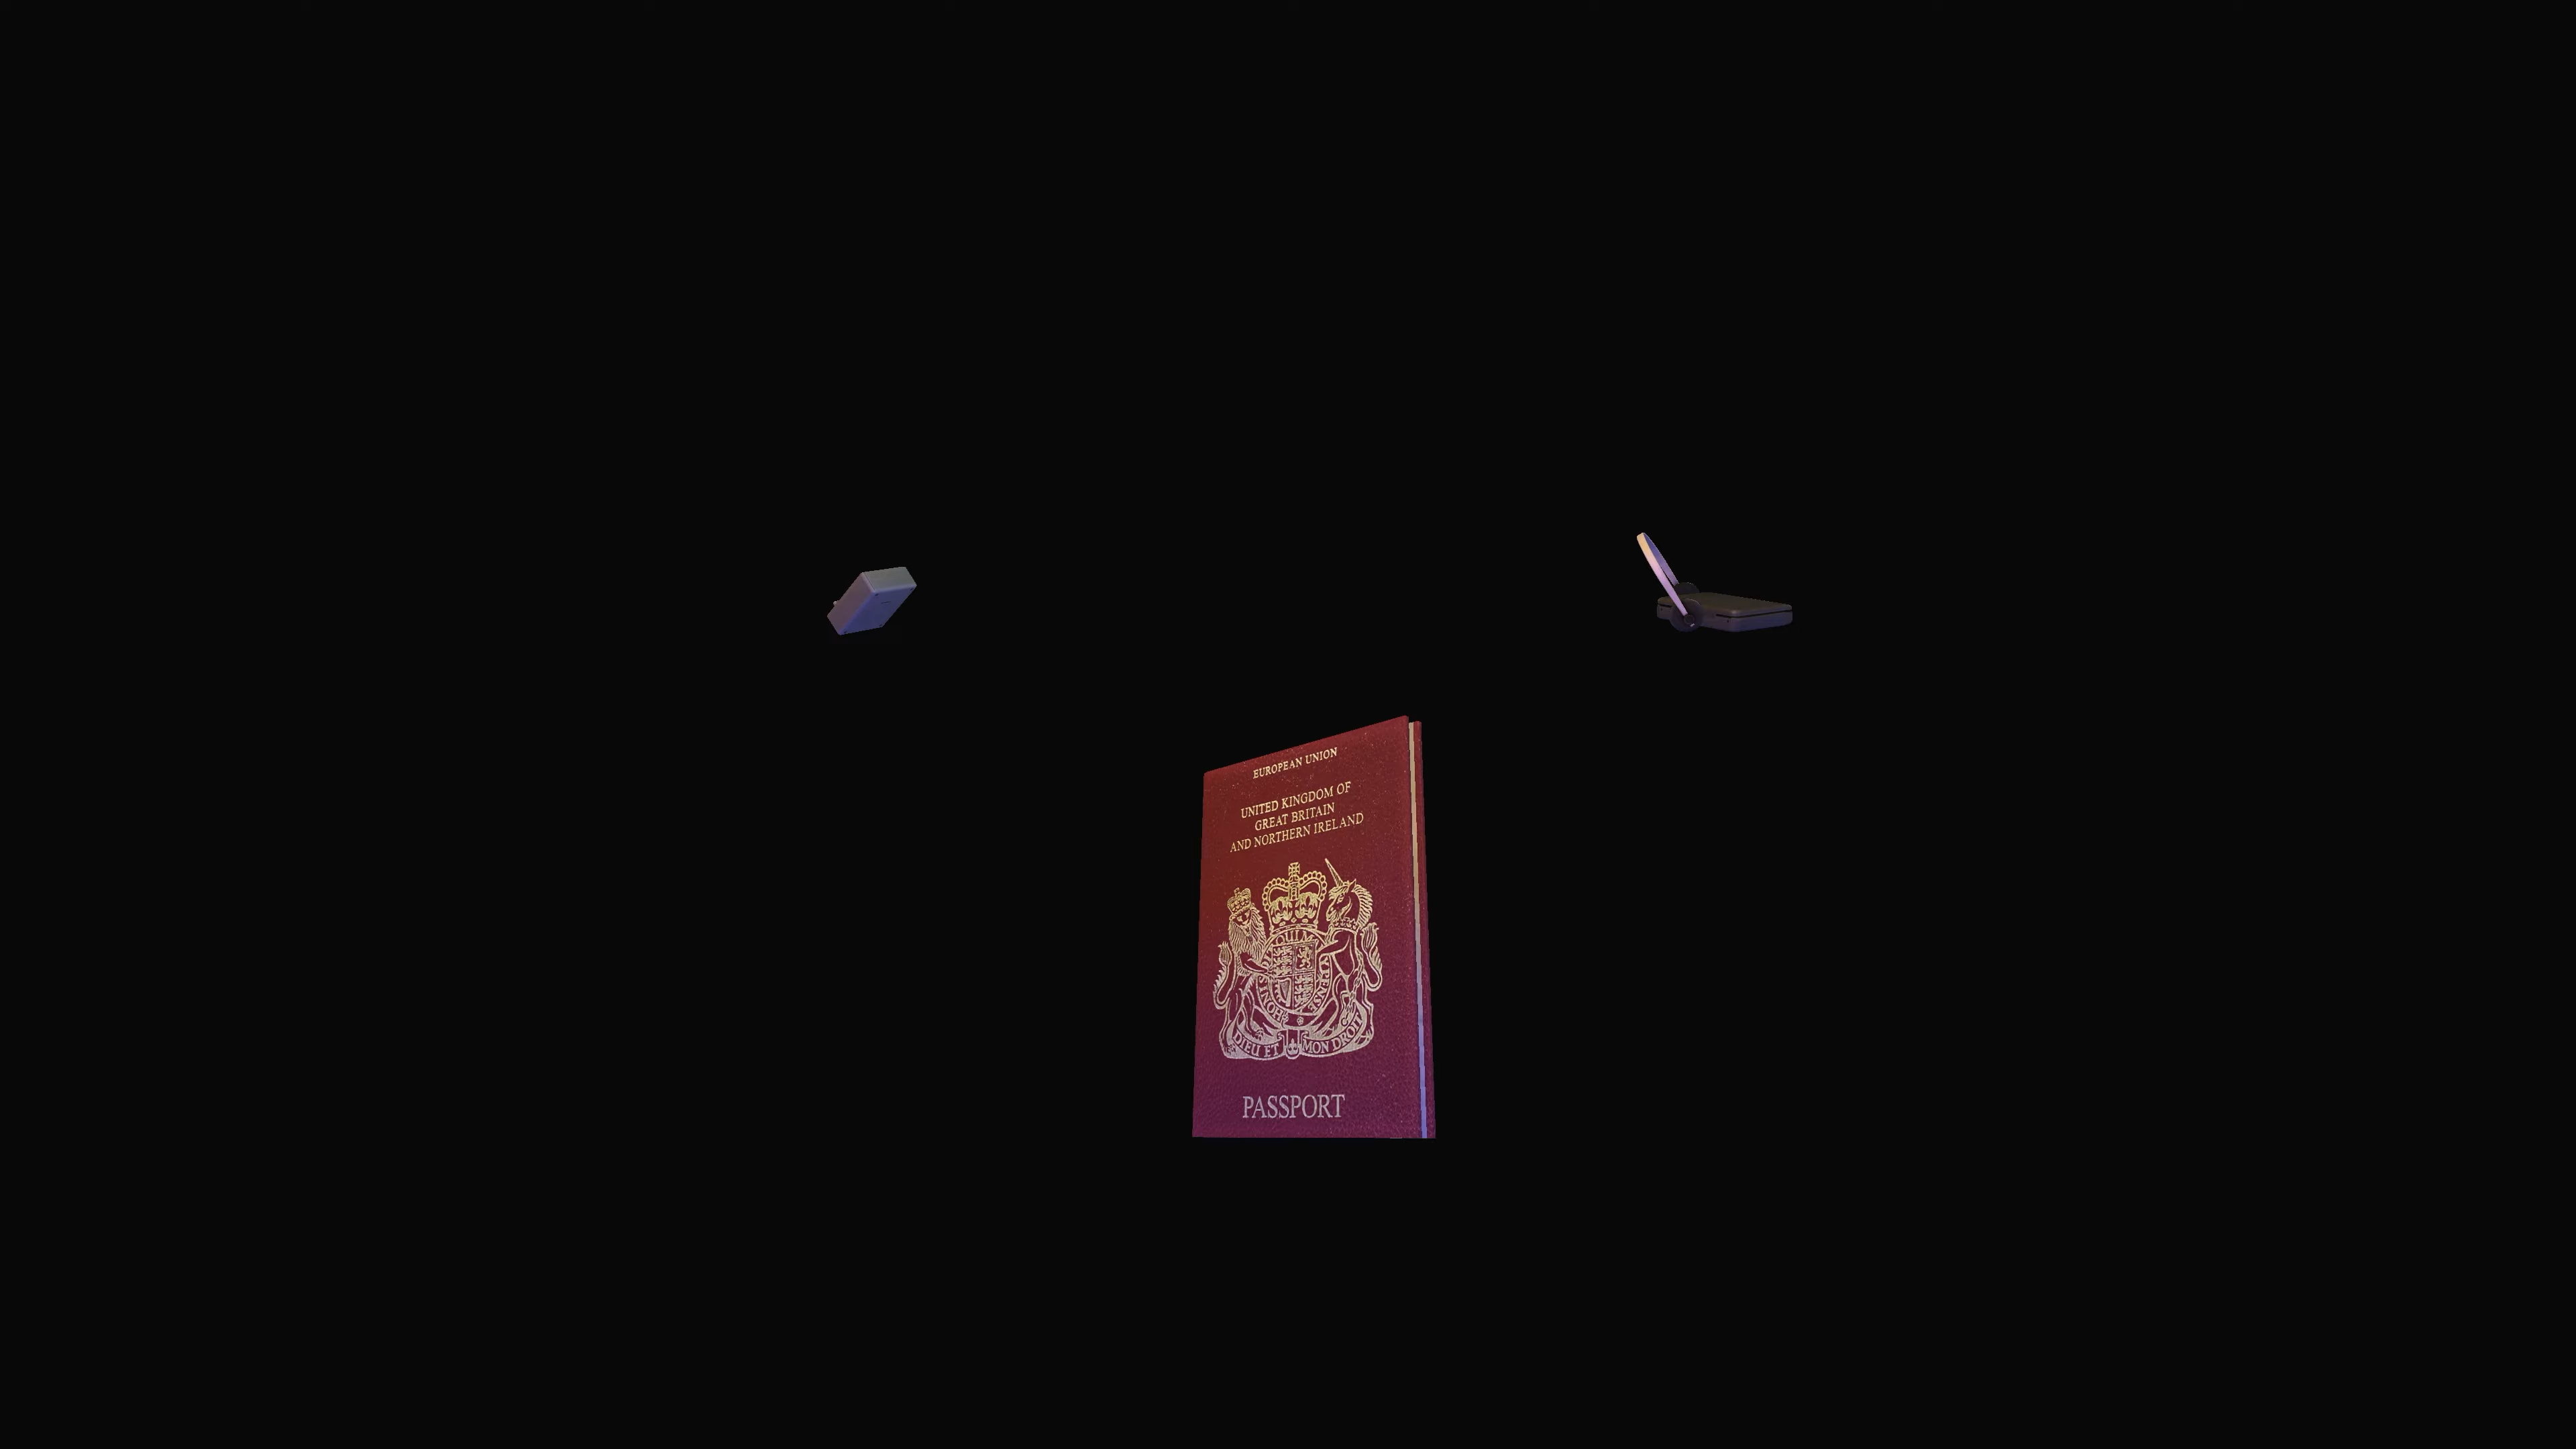 EUROPEAN UNION
UNITED KINGDOM OF
GREAT BRITAIN
AND NORTHERN IRELAND
DIEU ET MON DROIT
PASSPORT